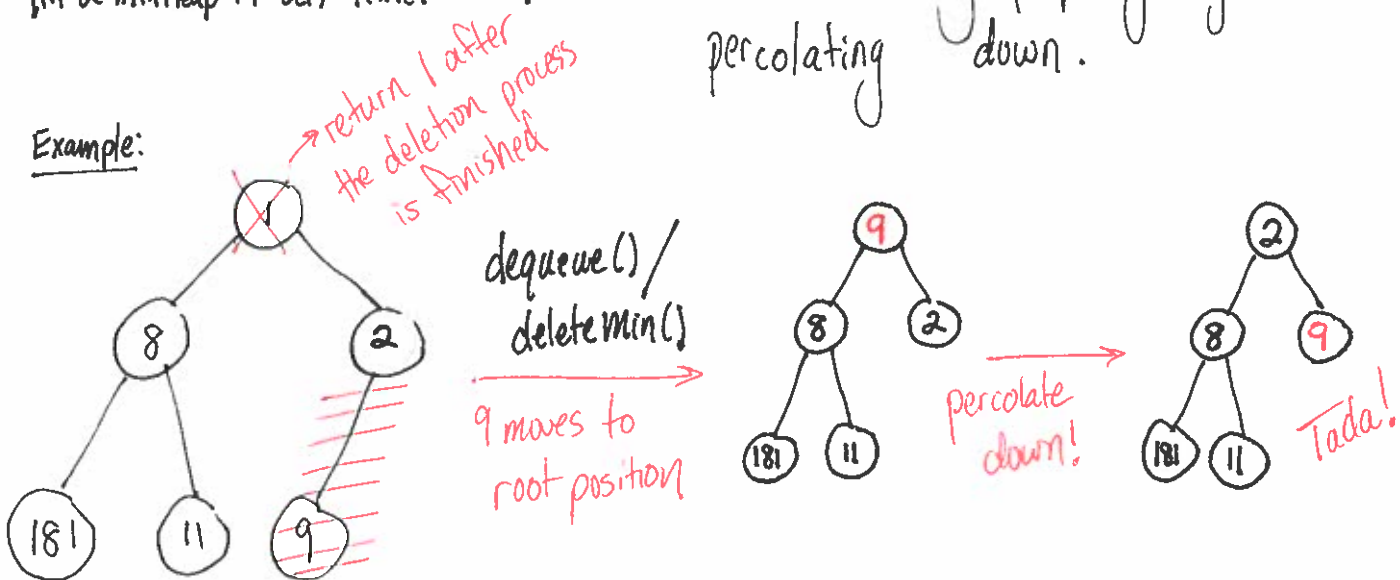 percolating down.
Example:
return 1 after
the deletion process
is finished
1
8
2
181
11
9
dequeue() /
deletemin()
9 moves to
root position
9
8
2
181
11
percolate
down!
2
8
9
181
11
Tada!